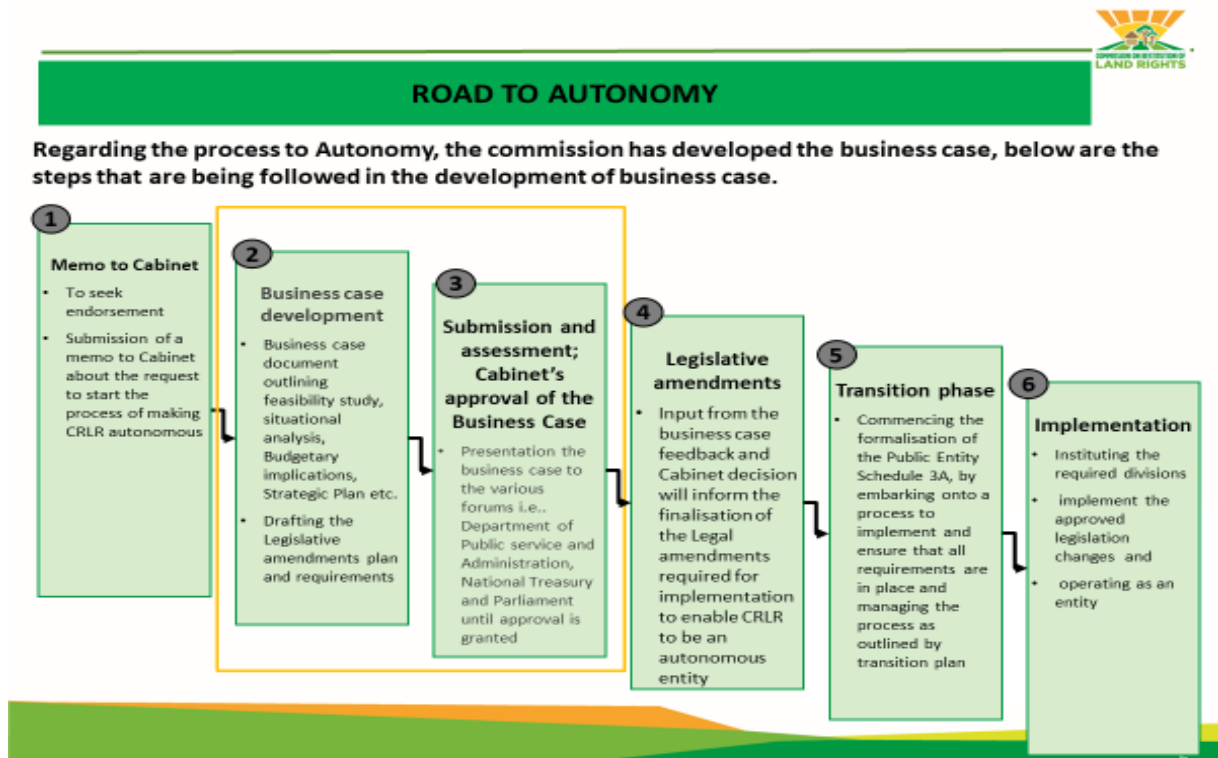 COMMISSION ON RESTITUTION OF
LAND RIGHTS
ROAD TO AUTONOMY
Regarding the process to Autonomy, the commission has developed the business case, below are the
steps that are being followed in the development of business case.
1
Memo to Cabinet
• To seek
endorsement
• Submission of a
memo to Cabinet
about the request
to start the
process of making
CRLR autonomous
2
Business case
development
• Business case
document
outlining
feasibility study,
situational
analysis,
Budgetary
implications,
Strategic Plan etc.
• Drafting the
Legislative
amendments plan
and requirements
3
Submission and
assessment;
Cabinet’s
approval of the
Business Case
• Presentation the
business case to
the various
forums i.e..
Department of
Public service and
Administration,
National Treasury
and Parliament
until approval is
granted
4
Legislative
amendments
• Input from the
business case
feedback and
Cabinet decision
will inform the
finalisation of
the Legal
amendments
required for
implementation
to enable CRLR
to be an
autonomous
entity
5
Transition phase
• Commencing the
formalisation of
the Public Entity
Schedule 3A, by
embarking onto a
process to
implement and
ensure that all
requirements are
in place and
managing the
process as
outlined by
transition plan
6
Implementation
• Instituting the
required divisions
• implement the
approved
legislation
changes and
• operating as an
entity